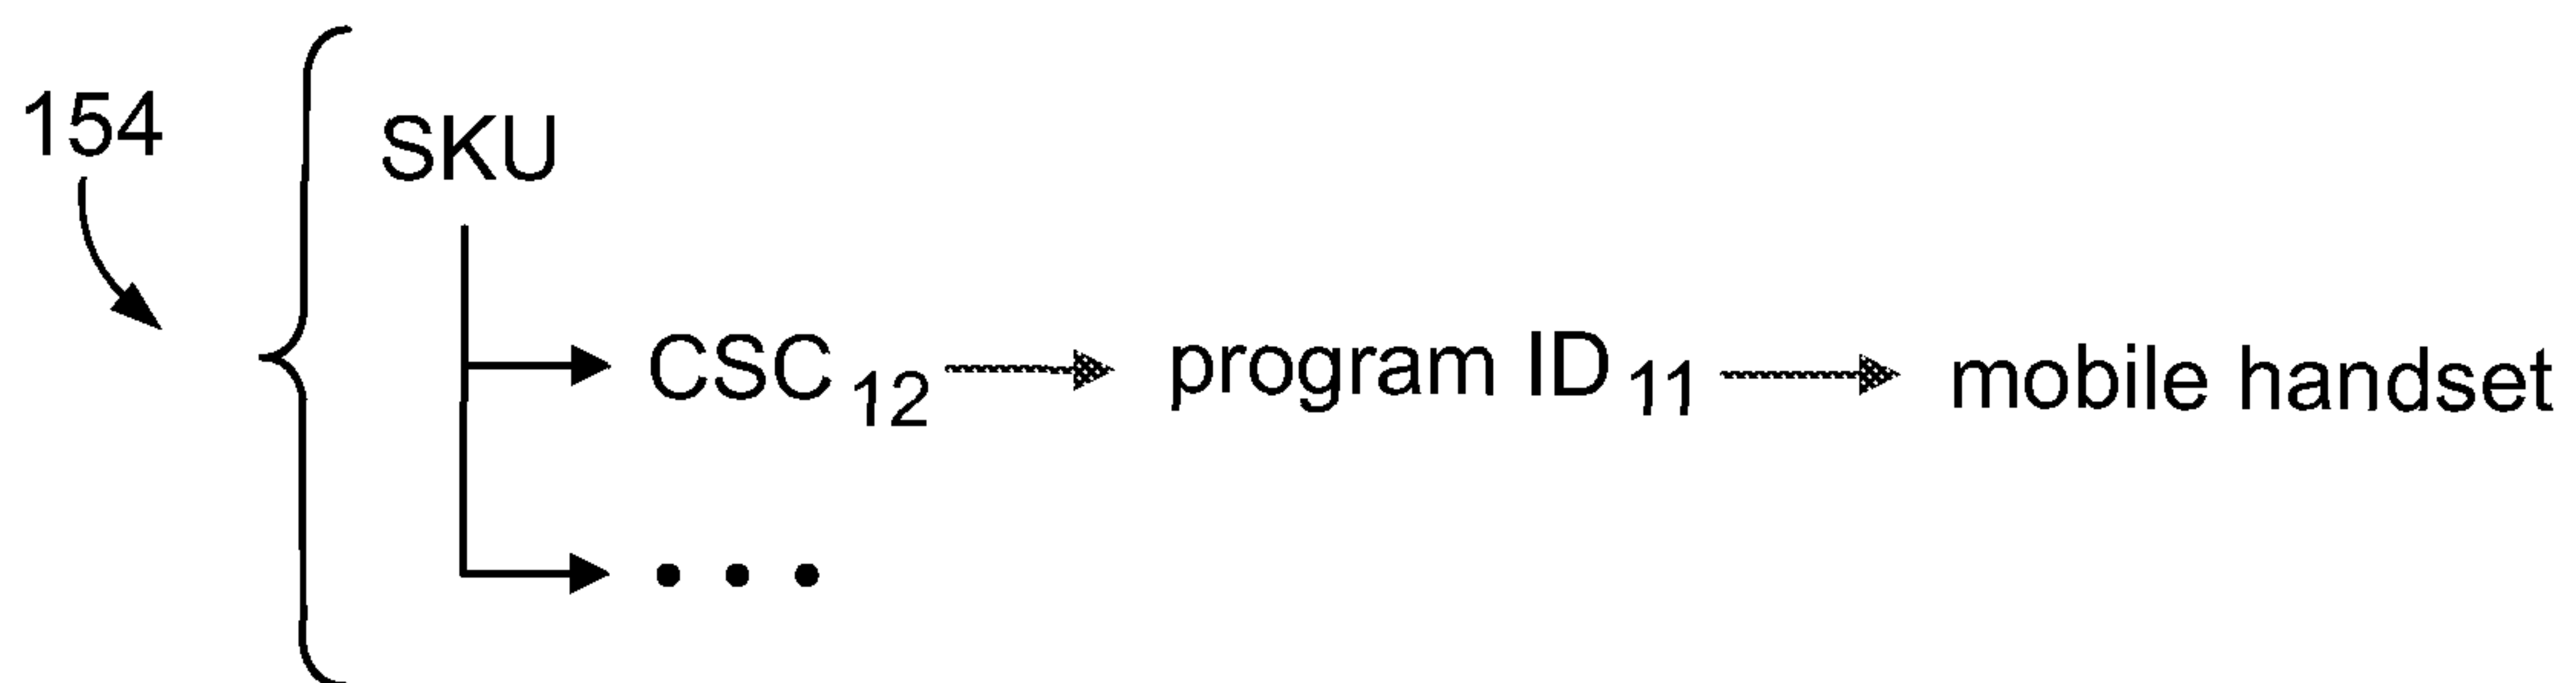 154
SKU
CSC 12 program ID 11 mobile handset
• • •